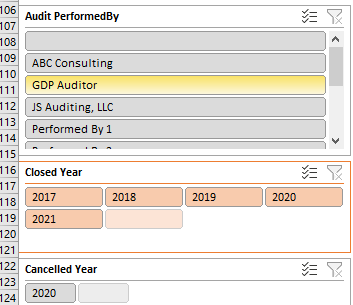 106
107
108
109
110
111
112
113
114
115
116
117
118
119
120
121
122
123
124
Audit PerformedBy
ABC Consulting
GDP Auditor
JS Auditing, LLC
Performed By 1
Closed Year
2017 2018 2019 2020
2021
Cancelled Year
2020